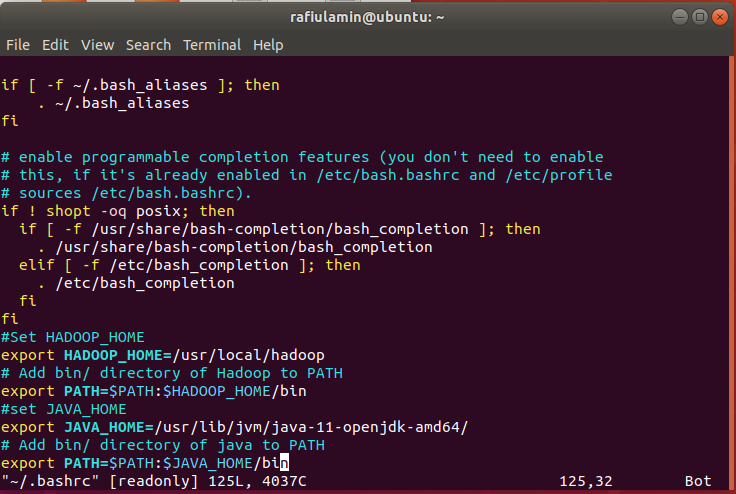 rafiulamin@ubuntu: ~
File Edit View Search Terminal Help
if [ -f ~/.bash_aliases ]; then
    . ~/.bash_aliases
fi
# enable programmable completion features (you don't need to enable
# this, if it's already enabled in /etc/bash.bashrc and /etc/profile
# sources /etc/bash.bashrc).
if ! shopt -oq posix; then
  if [ -f /usr/share/bash-completion/bash_completion ]; then
    . /usr/share/bash-completion/bash_completion
  elif [ -f /etc/bash_completion ]; then
    . /etc/bash_completion
  fi
fi
#Set HADOOP_HOME
export HADOOP_HOME=/usr/local/hadoop
# Add bin/ directory of Hadoop to PATH
export PATH=$PATH:$HADOOP_HOME/bin
#set JAVA_HOME
export JAVA_HOME=/usr/lib/jvm/java-11-openjdk-amd64/
# Add bin/ directory of java to PATH
export PATH=$PATH:$JAVA_HOME/bin
"~/.bashrc" [readonly] 125L, 4037C 125,32 Bot